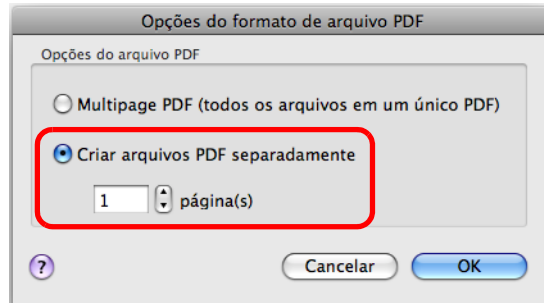 Opções do formato de arquivo PDF
Opções do arquivo PDF
Multipage PDF (todos os arquivos em um único PDF)
Criar arquivos PDF separadamente
1 página(s)
? Cancelar OK